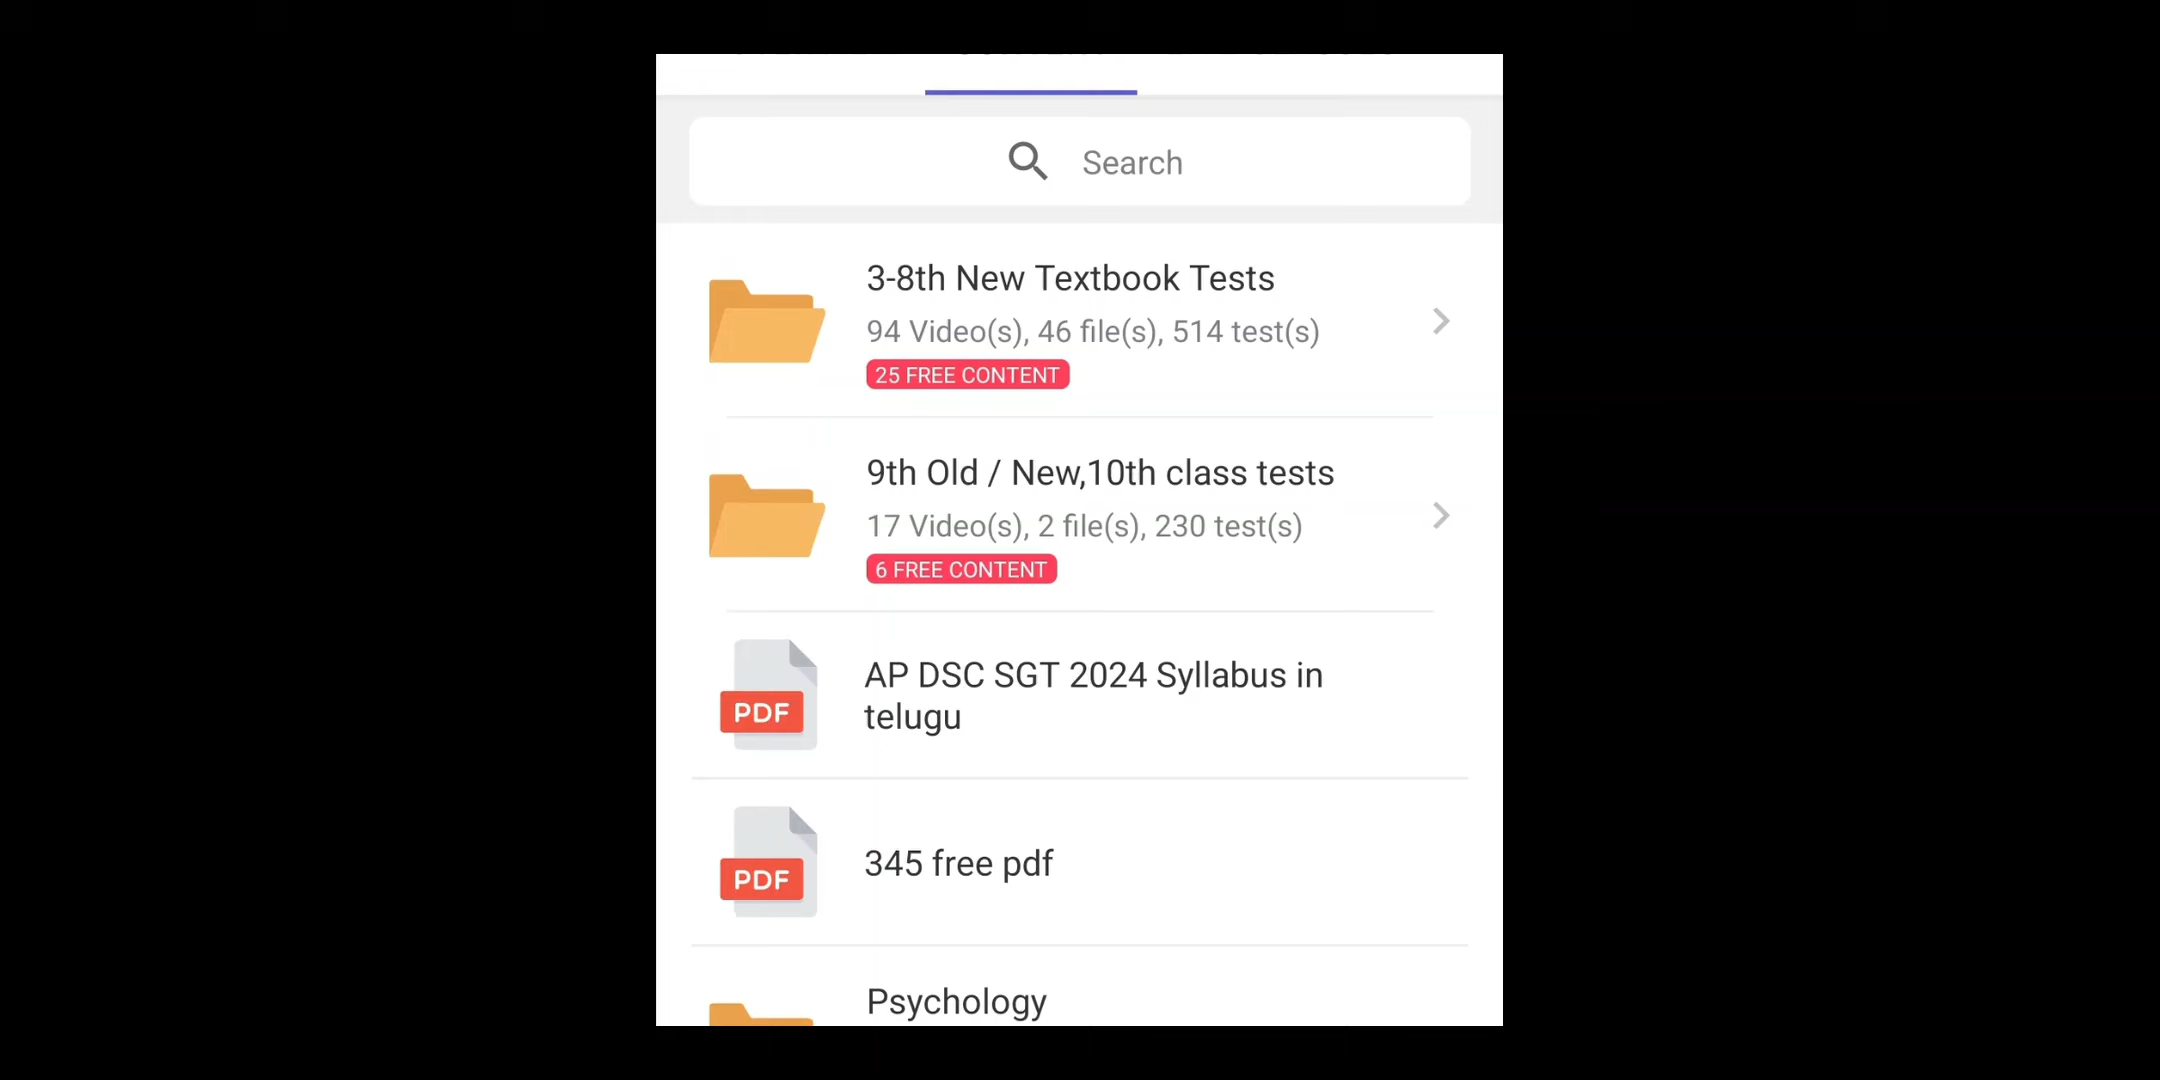 Search
3-8th New Textbook Tests
94 Video(s), 46 file(s), 514 test(s)
25 FREE CONTENT
9th Old / New,10th class tests
17 Video(s), 2 file(s), 230 test(s)
6 FREE CONTENT
AP DSC SGT 2024 Syllabus in
telugu
PDF
345 free pdf
PDF
Psychology